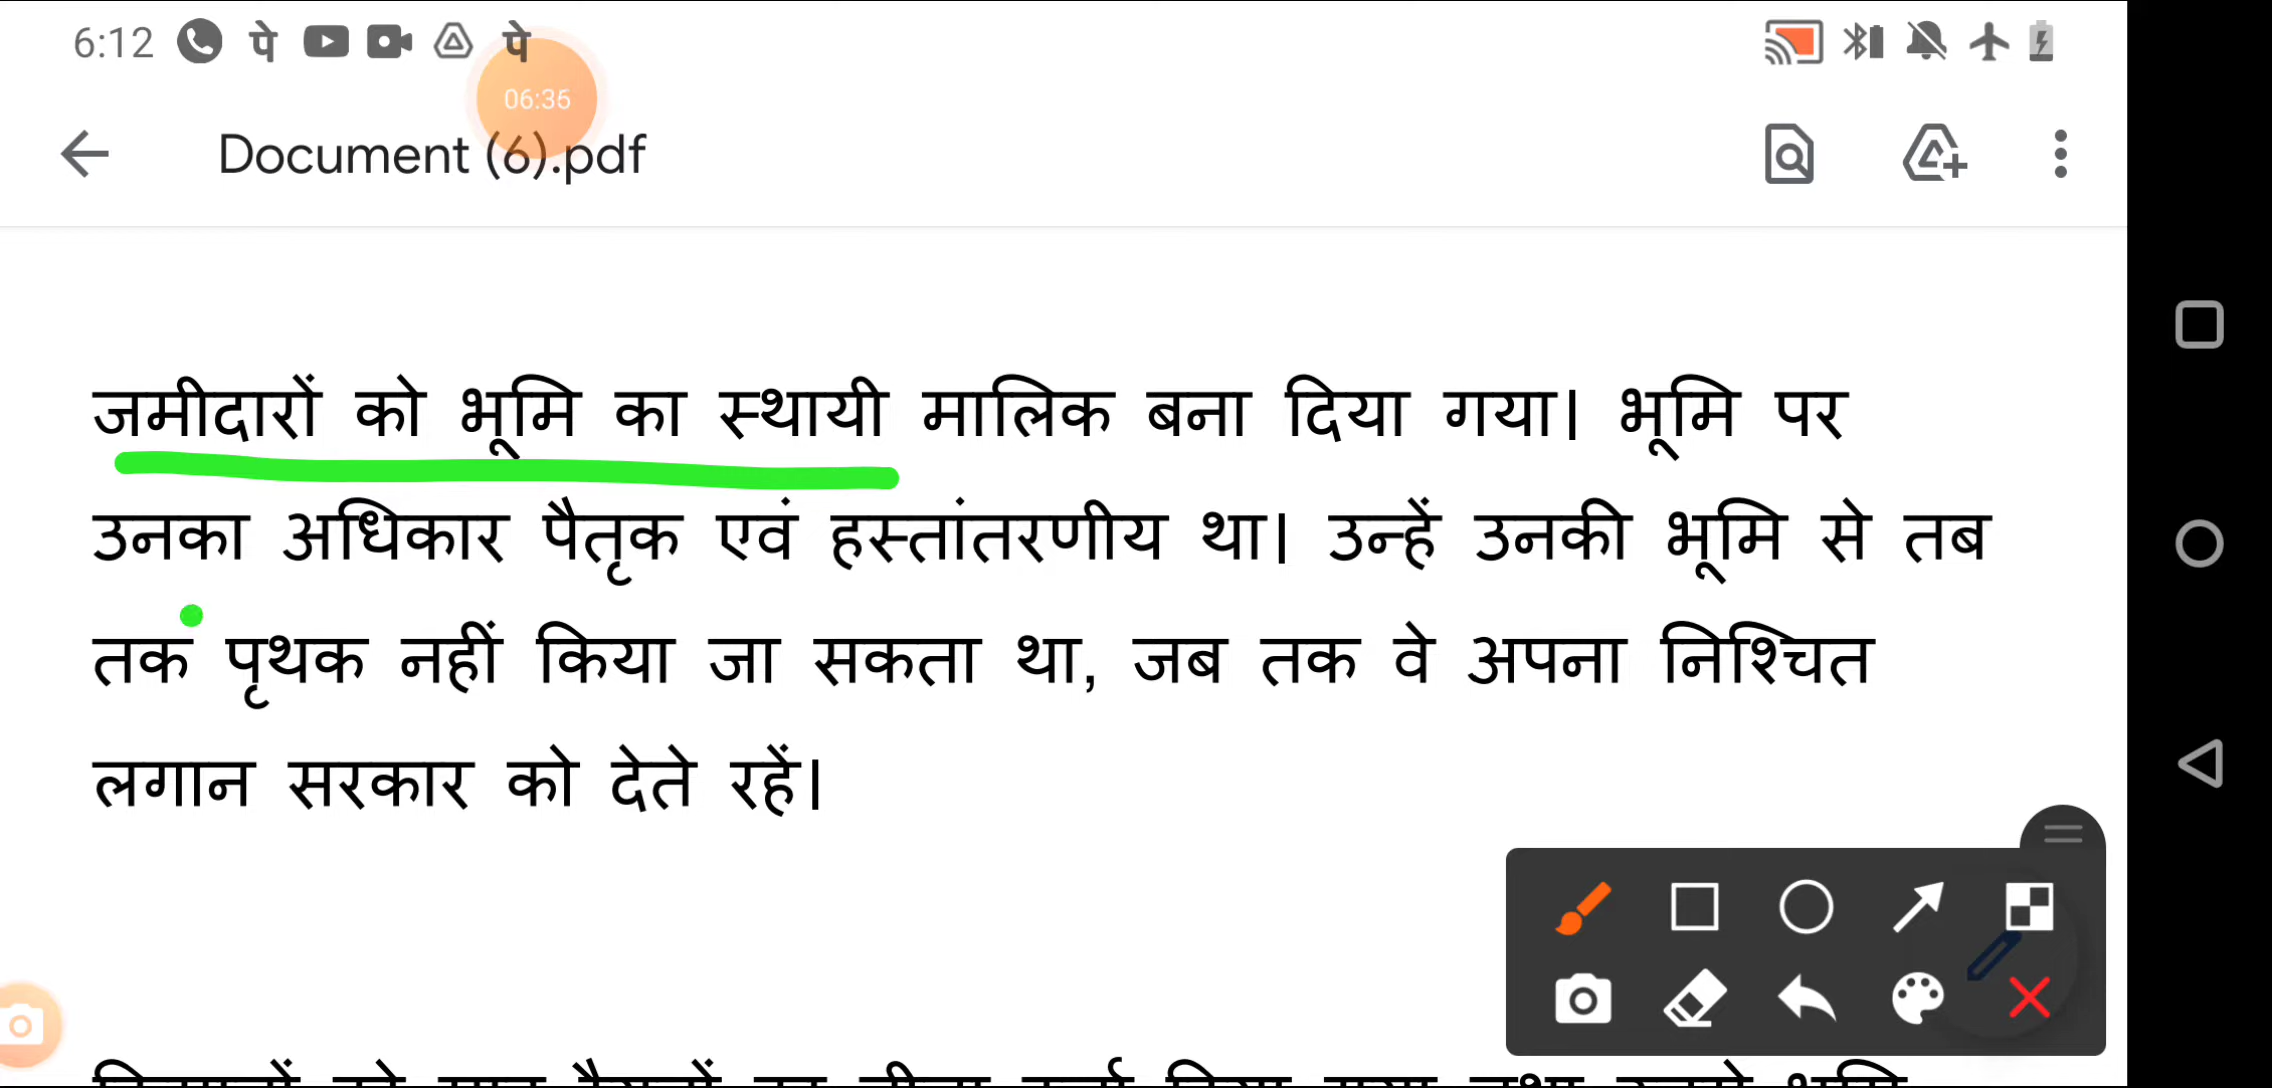 6:12 पे पे
06:35
Document (6).pdf
जमीदारों को भूमि का स्थायी मालिक बना दिया गया। भूमि पर
उनका अधिकार पैतृक एवं हस्तांतरणीय था। उन्हें उनकी भूमि से तब
तक पृथक नहीं किया जा सकता था, जब तक वे अपना निश्चित
लगान सरकार को देते रहें।